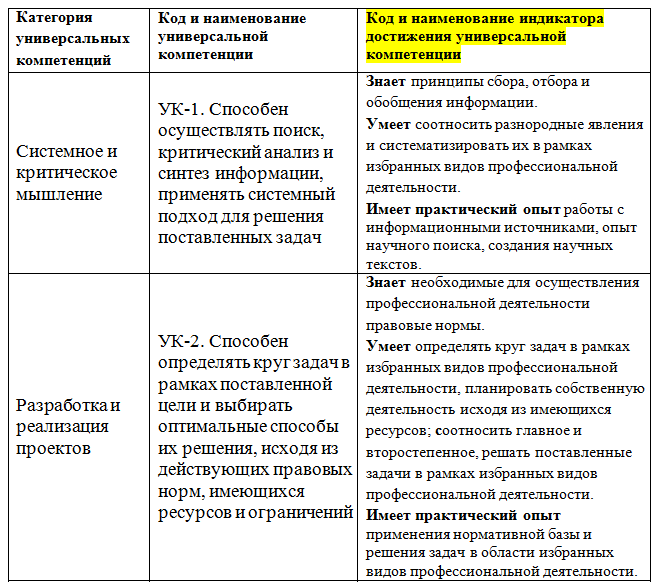 Категория
универсальных
компетенций
Код и наименование
универсальной
компетенции
Код и наименование индикатора
достижения универсальной
компетенции
Системное и
критическое
мышление
УК-1. Способен
осуществлять поиск,
критический анализ и
синтез информации,
применять системный
подход для решения
поставленных задач
Знает принципы сбора, отбора и
обобщения информации.
Умеет соотносить разнородные явления
и систематизировать их в рамках
избранных видов профессиональной
деятельности.
Имеет практический опыт работы с
информационными источниками, опыт
научного поиска, создания научных
текстов.
Разработка и
реализация
проектов
УК-2. Способен
определять круг задач в
рамках поставленной
цели и выбирать
оптимальные способы
их решения, исходя из
действующих правовых
норм, имеющихся
ресурсов и ограничений
Знает необходимые для осуществления
профессиональной деятельности
правовые нормы.
Умеет определять круг задач в рамках
избранных видов профессиональной
деятельности, планировать собственную
деятельность исходя из имеющихся
ресурсов; соотносить главное и
второстепенное, решать поставленные
задачи в рамках избранных видов
профессиональной деятельности.
Имеет практический опыт
применения нормативной базы и
решения задач в области избранных
видов профессиональной деятельности.